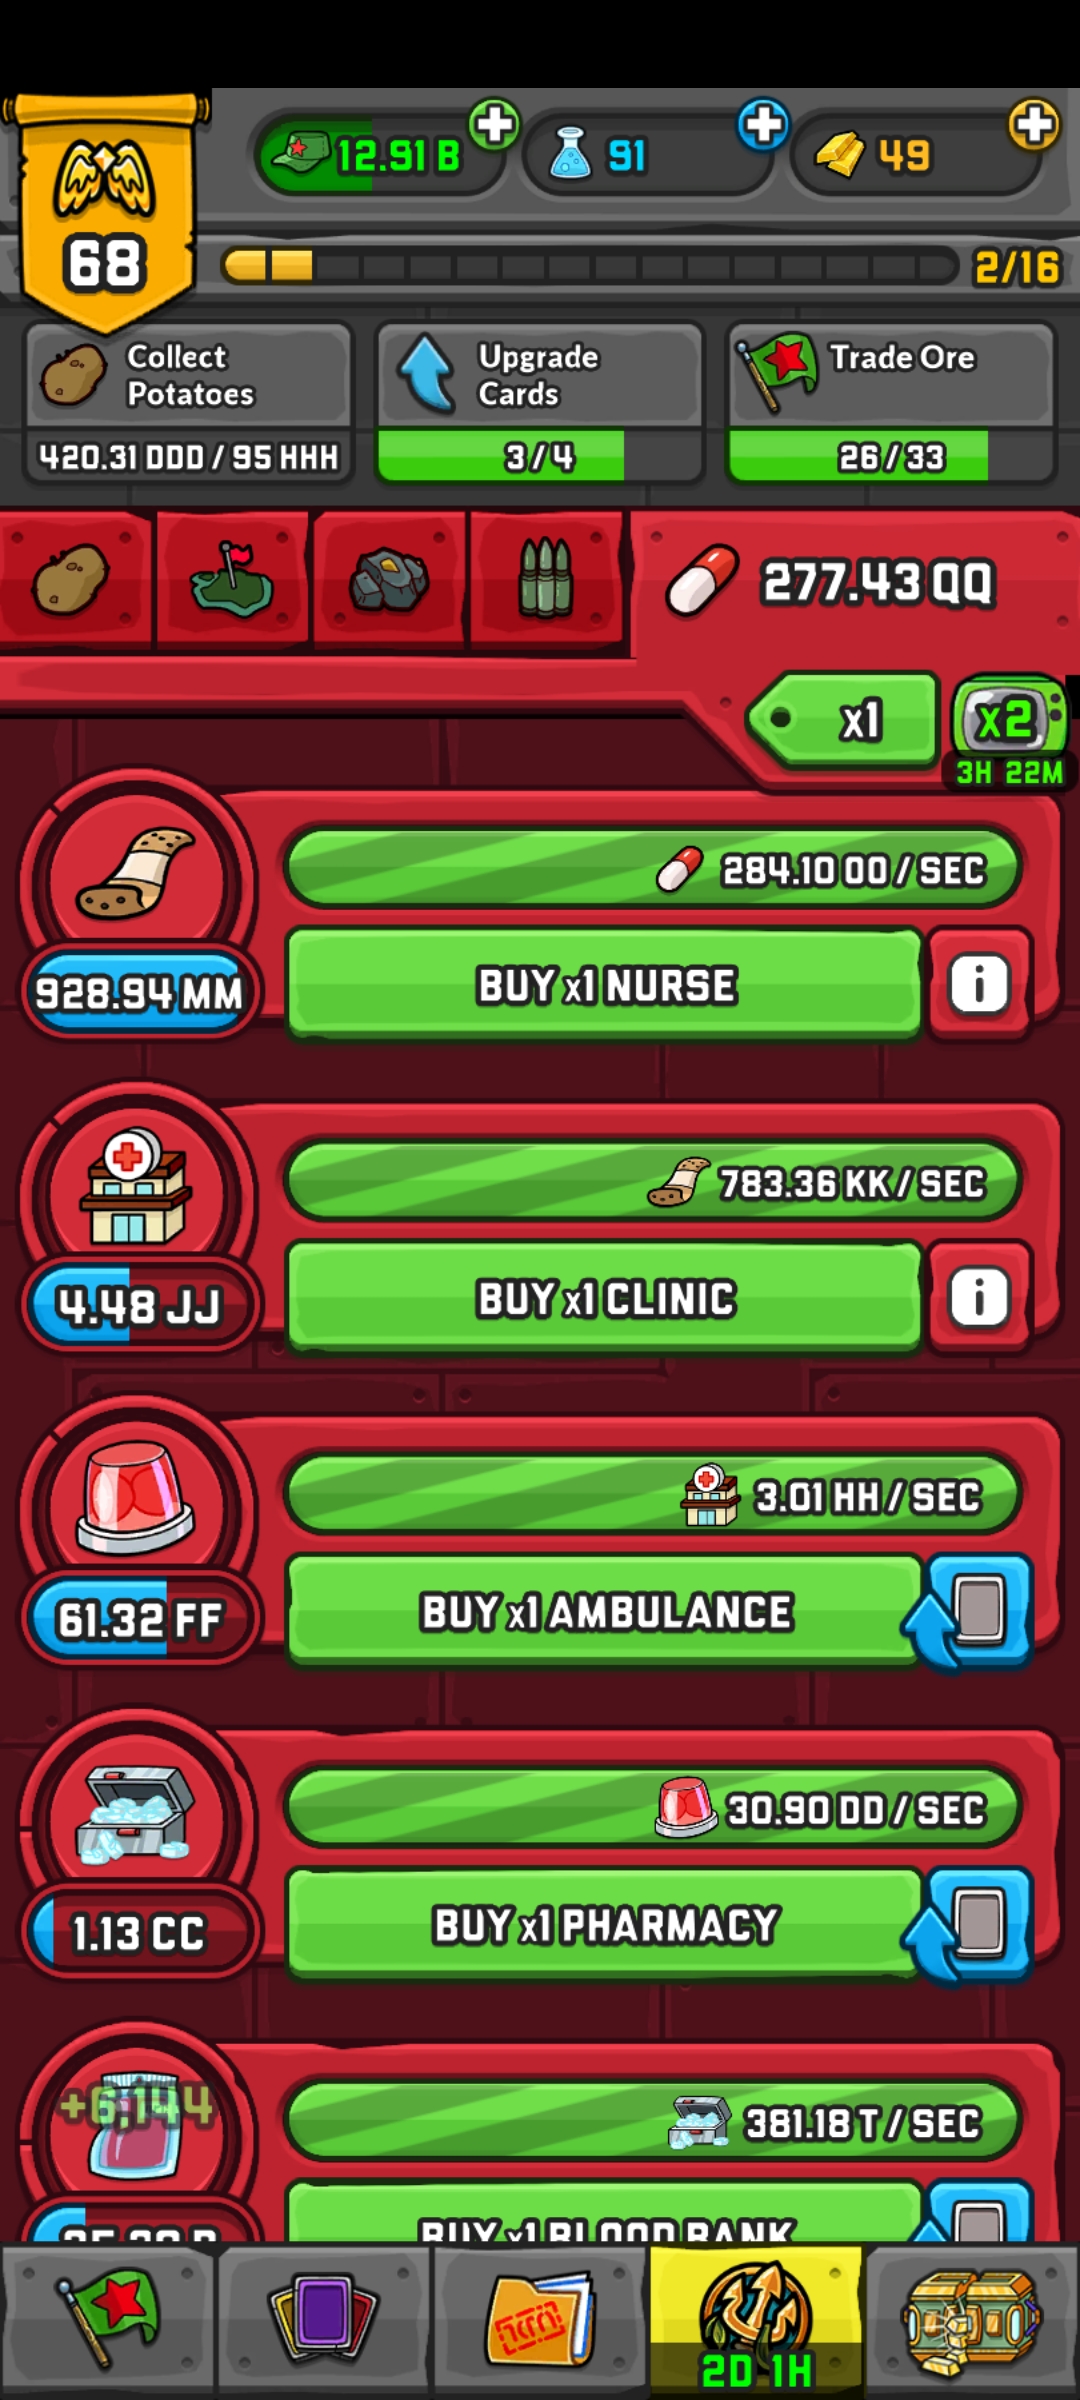 12.91 B
91
49
68
2/16
Collect
Potatoes
Upgrade
Cards
Trade Ore
420.31 DDD / 95 HHH
3/4
26/33
277.43 QQ
x1
x2
3H 22M
284.10 OO / SEC
928.94 MM
BUY x1 NURSE
i
783.36 KK / SEC
4.48 JJ
BUY x1 CLINIC
i
3.01 HH / SEC
61.32 FF
BUY x1 AMBULANCE
30.90 DD / SEC
1.13 CC
BUY x1 PHARMACY
+6,144
381.18 T / SEC
BUY x1 BLOOD BANK
2D 1H